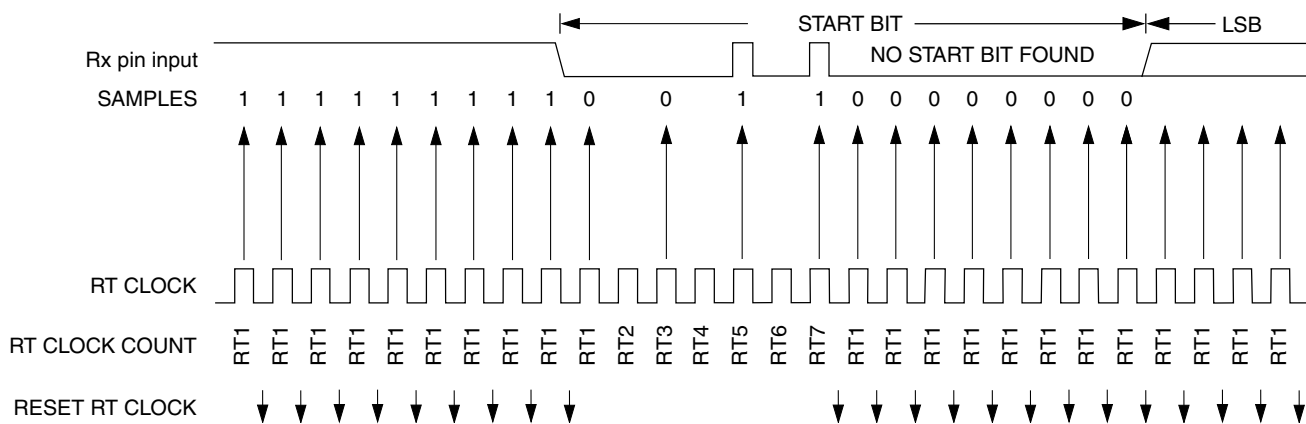 START BIT
LSB
Rx pin input
NO START BIT FOUND
SAMPLES 1 1 1 1 1 1 1 1 1 0 0 1 1 0 0 0 0 0 0 0 0
RT CLOCK
RT CLOCK COUNT RT1 RT1 RT1 RT1 RT1 RT1 RT1 RT1 RT1 RT1 RT2 RT3 RT4 RT5 RT6 RT7 RT1 RT1 RT1 RT1 RT1 RT1 RT1 RT1 RT1 RT1 RT1 RT1
RESET RT CLOCK